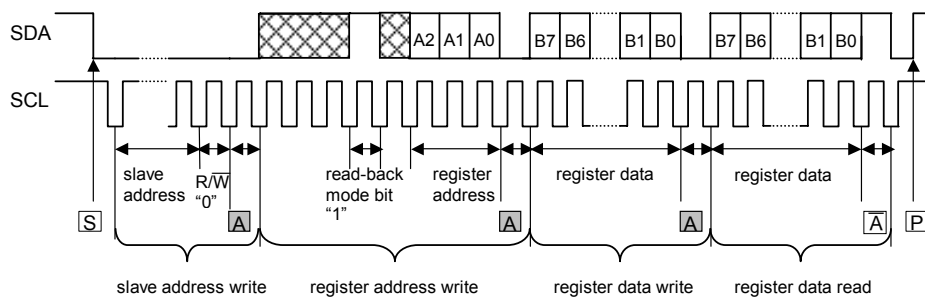 SDA
A2 A1 A0 B7 B6 B1 B0 B7 B6 B1 B0
SCL
slave address
R/W̅ "0"
read-back mode bit "1"
register address
register data
register data
S A A A A̅ P
slave address write register address write register data write register data read